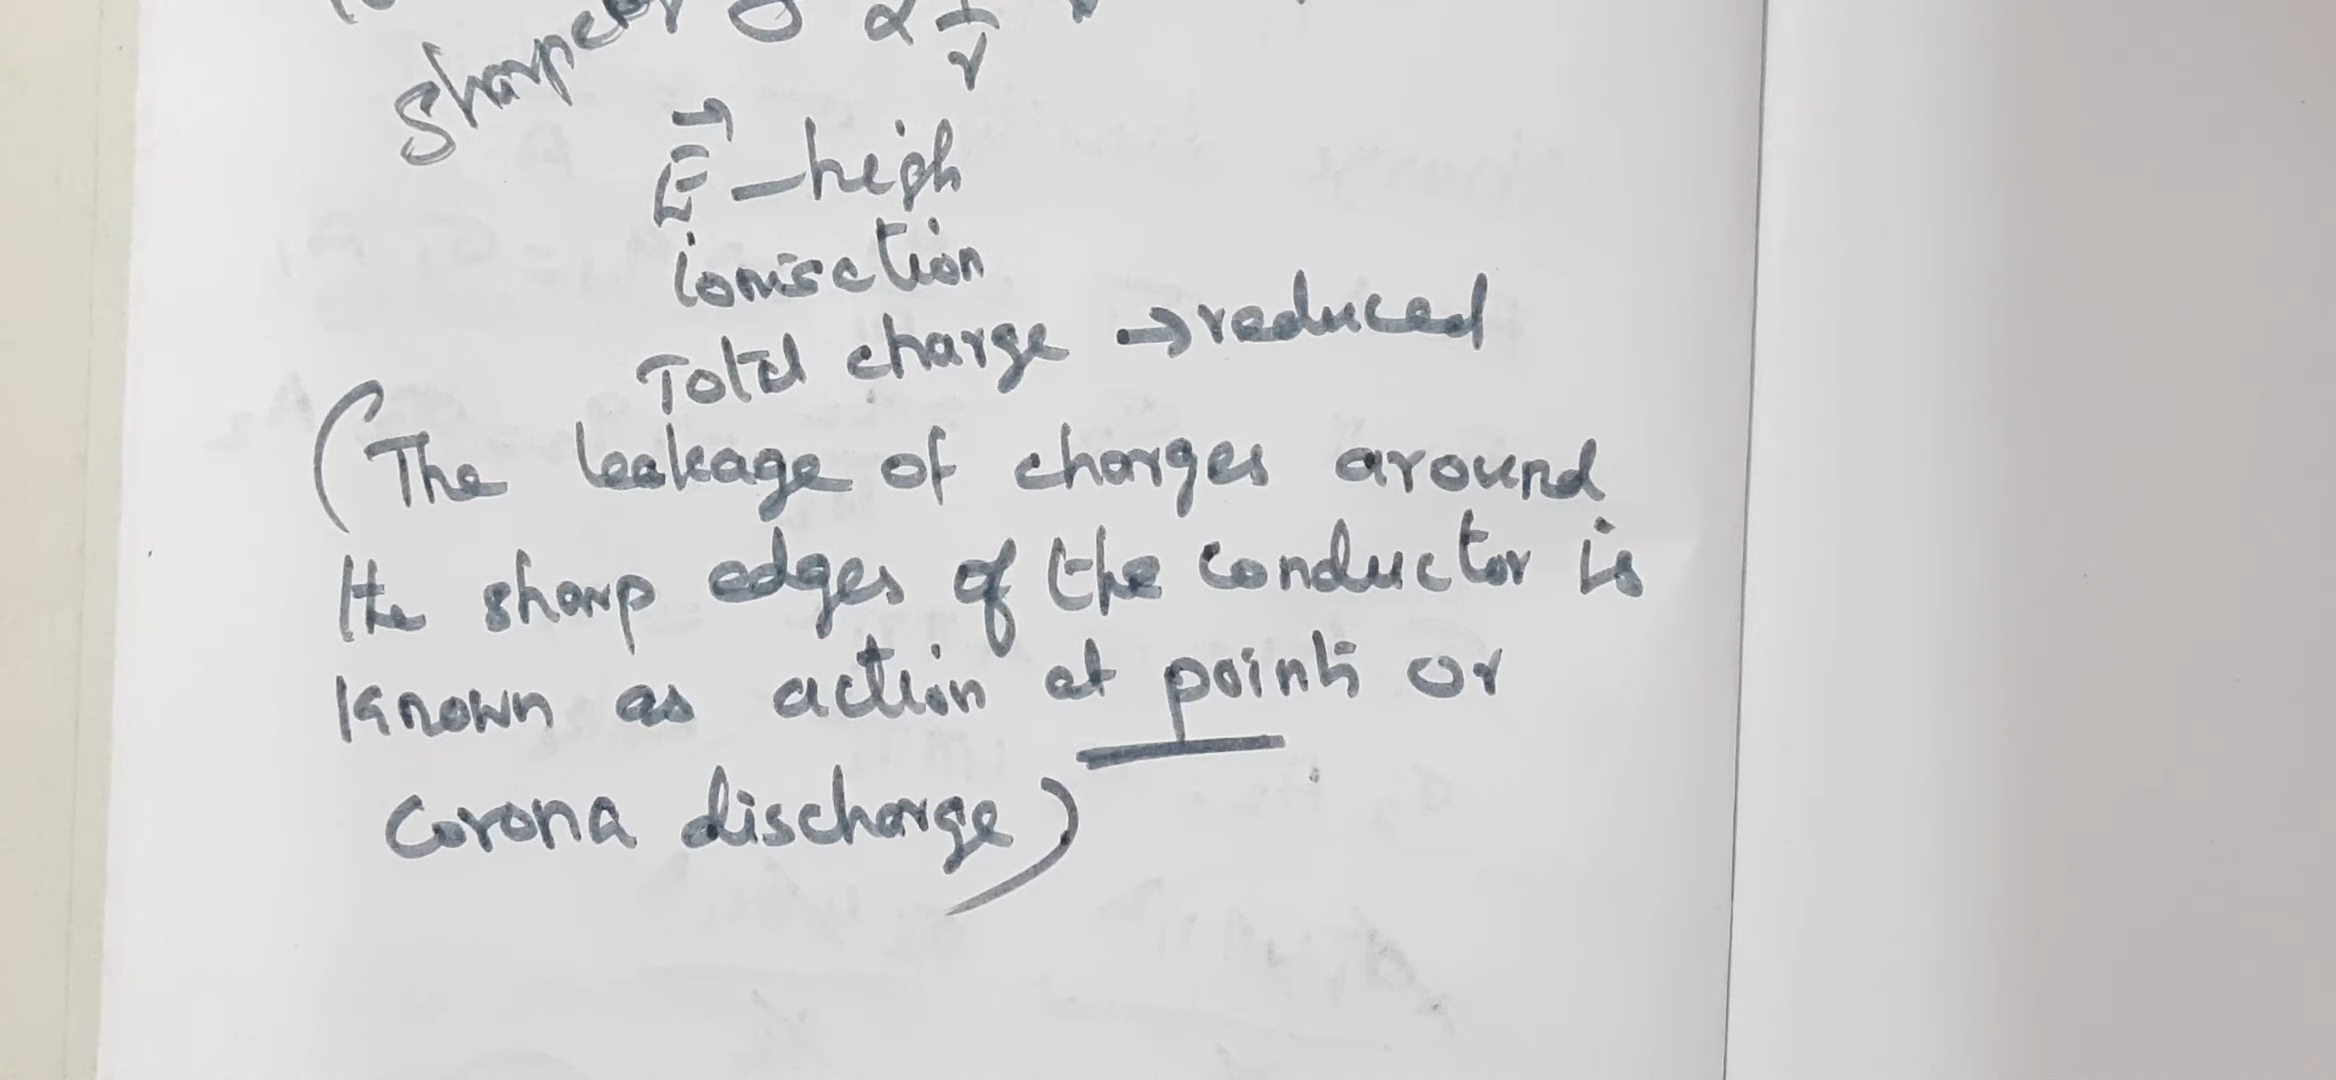 σ ∝ 1/r
E⃗ – high
ionisation
Total charge → reduced
(The leakage of charges around
the sharp edges of the conductor is
known as action at points or
Corona discharge)